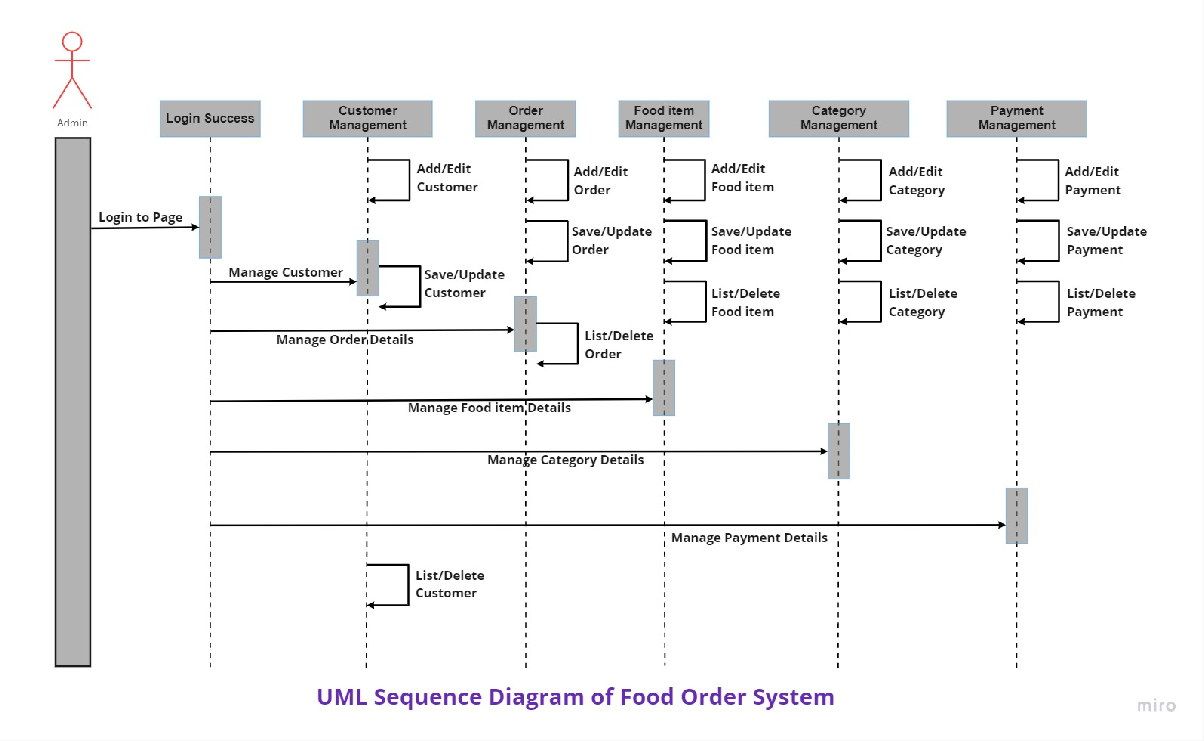 Admin
Login Success
Customer
Management
Order
Management
Food item
Management
Category
Management
Payment
Management
Add/Edit
Customer
Add/Edit
Order
Add/Edit
Food item
Add/Edit
Category
Add/Edit
Payment
Login to Page
Save/Update
Order
Save/Update
Food item
Save/Update
Category
Save/Update
Payment
Manage Customer
Save/Update
Customer
List/Delete
Food item
List/Delete
Category
List/Delete
Payment
Manage Order Details
List/Delete
Order
Manage Food item Details
Manage Category Details
Manage Payment Details
List/Delete
Customer
UML Sequence Diagram of Food Order System
miro